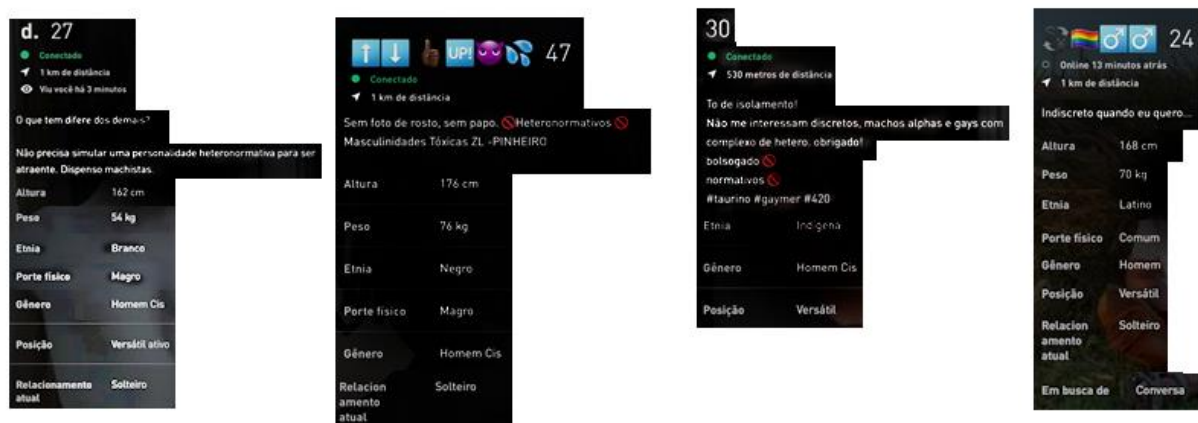 d. 27
Conectado
1 km de distância
Viu você há 3 minutos
O que tem difere dos demais?
Não precisa simular uma personalidade heteronormativa para ser
atraente. Dispenso machistas.
Altura 162 cm
Peso 54 kg
Etnia Branco
Porte físico Magro
Gênero Homem Cis
Posição Versátil ativo
Relacionamento Solteiro
atual
⬆️⬇️👍🏿🆙😈💦 47
Conectado
1 km de distância
Sem foto de rosto, sem papo. 🚫Heteronormativos 🚫
Masculinidades Tóxicas ZL -PINHEIRO
Altura 176 cm
Peso 76 kg
Etnia Negro
Porte físico Magro
Gênero Homem Cis
Relacion Solteiro
amento
atual
30
Conectado
530 metros de distância
To de isolamento!
Não me interessam discretos, machos alphas e gays com
complexo de hetero. obrigado!
bolsogado 🚫
normativos 🚫
#taurino #gaymer #420
Etnia Indígena
Gênero Homem Cis
Posição Versátil
🏳️‍🌈♂️♂️ 24
Online 13 minutos atrás
1 km de distância
Indiscreto quando eu quero...
Altura 168 cm
Peso 70 kg
Etnia Latino
Porte físico Comum
Gênero Homem
Posição Versátil
Relacion Solteiro
amento
atual
Em busca de Conversa